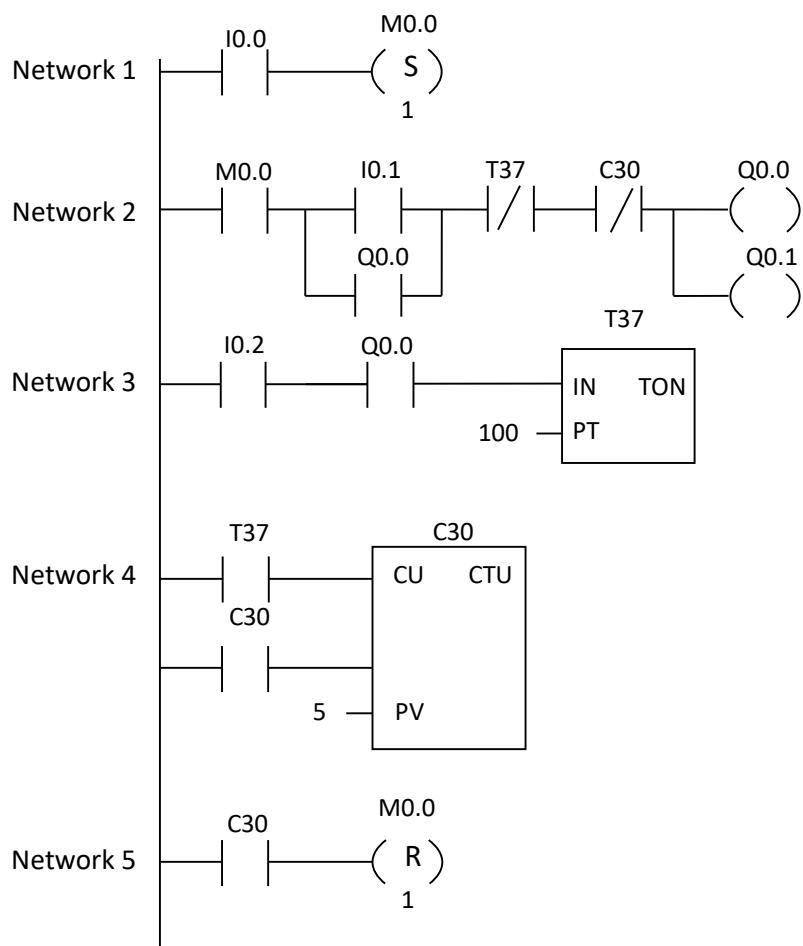 I0.0 M0.0
Network 1 S
1
M0.0 I0.1 T37 C30 Q0.0
Network 2
Q0.0 Q0.1
T37
I0.2 Q0.0
Network 3 IN TON
100 PT
T37 C30
Network 4 CU CTU
C30
5 PV
C30 M0.0
Network 5 R
1